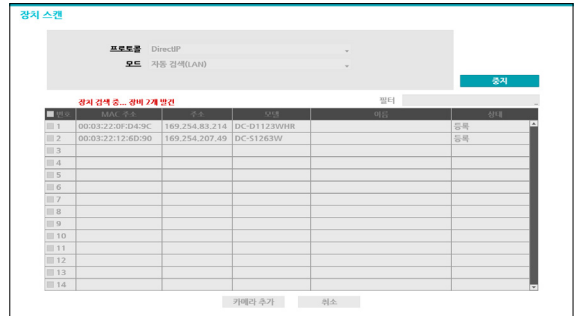 장치 스캔
프로토콜 DirectIP
모드 자동 검색(LAN)
중지
장치 검색 중... 장비 2개 발견 필터
번호 MAC 주소 주소 모델 이름 상태
1 00:03:22:0F:D4:9C 169.254.83.214 DC-D1123WHR 등록
2 00:03:22:12:6D:90 169.254.207.49 DC-S1263W 등록
3
4
5
6
7
8
9
10
11
12
13
14
카메라 추가 취소